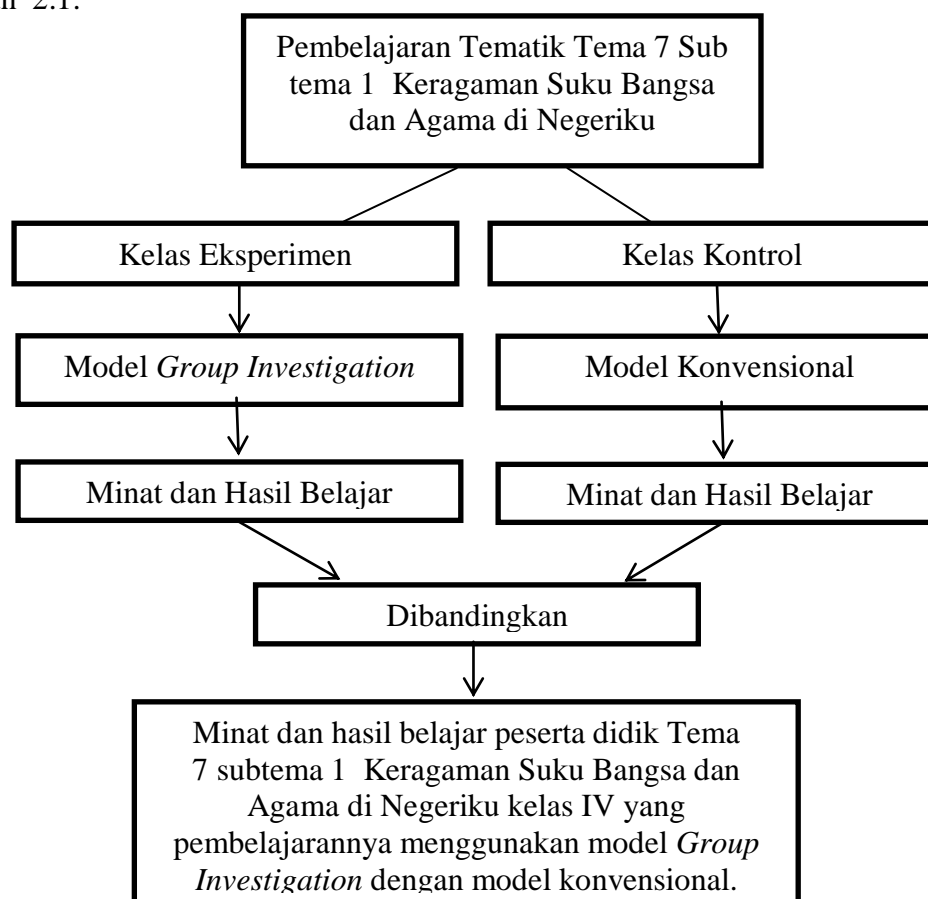 2.1.
Pembelajaran Tematik Tema 7 Sub
tema 1 Keragaman Suku Bangsa
dan Agama di Negeriku
Kelas Eksperimen
Kelas Kontrol
Model Group Investigation
Model Konvensional
Minat dan Hasil Belajar
Minat dan Hasil Belajar
Dibandingkan
Minat dan hasil belajar peserta didik Tema
7 subtema 1 Keragaman Suku Bangsa dan
Agama di Negeriku kelas IV yang
pembelajarannya menggunakan model Group
Investigation dengan model konvensional.